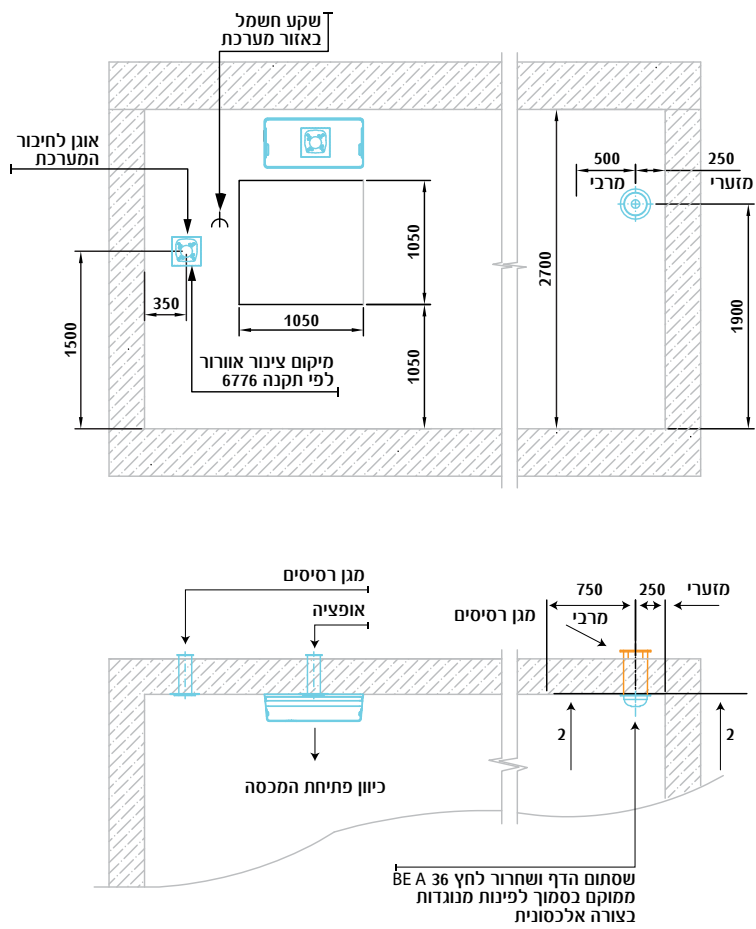 שקע חשמל
באזור מערכת
אוגן לחיבור
המערכת
500
250
מרבי
מזערי
1050
2700
1900
1500
350
1050
1050
מיקום צינור אוורור
לפי תקנה 6776
מגן רסיסים
אופציה
750
250
מזערי
מרבי
מגן רסיסים
2
2
כיוון פתיחת המכסה
שסתום הדף ושחרור לחץ BE A 36
ממוקם בסמוך לפינות מנוגדות
בצורה אלכסונית